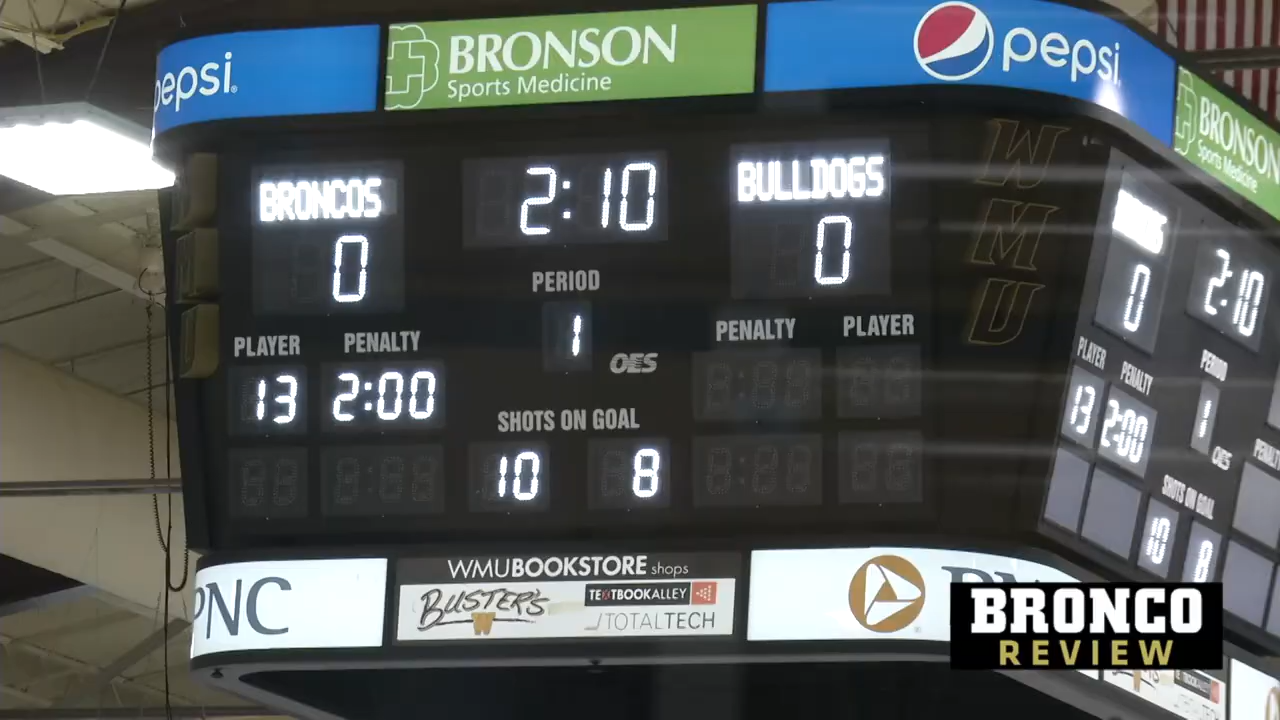 pepsi
BRONSON
Sports Medicine
pepsi
BRONSON
Sports Medicine
BRONCOS
2:10
BULLDOGS
0
0
PERIOD
1
PLAYER
PENALTY
PENALTY
PLAYER
13
2:00
OES
SHOTS ON GOAL
10
8
W
M
U
BRONCOS
0
2:10
PLAYER
PENALTY
PERIOD
13
2:00
1
OES
SHOTS ON GOAL
10
8
PNC
WMUBOOKSTORE shops
BUSTER'S
TEXTBOOKALLEY
TOTALTECH
BRONCO
REVIEW